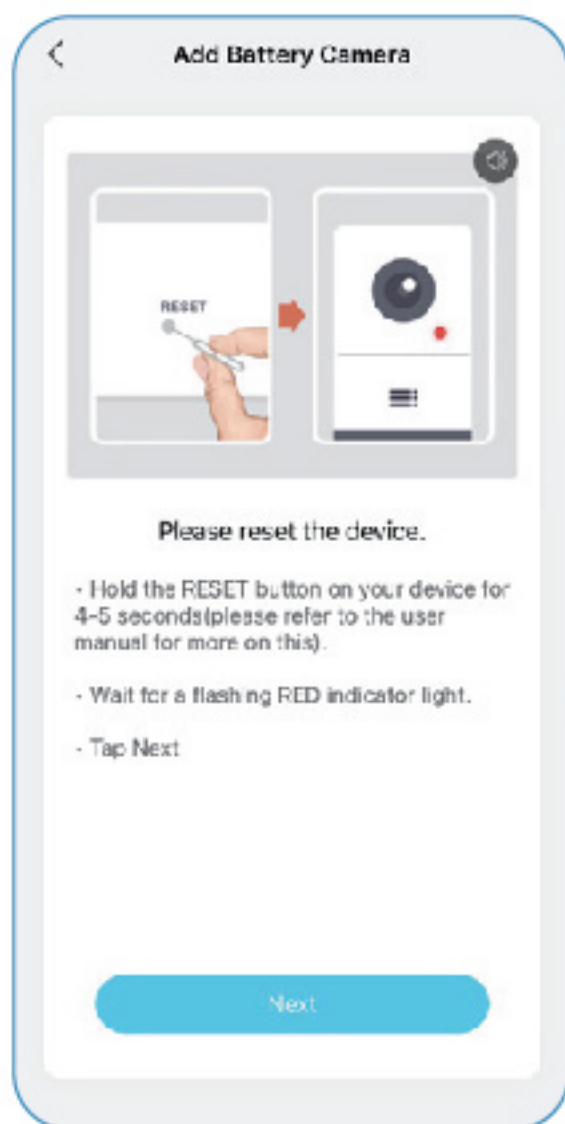 Add Battery Camera
RESET
Please reset the device.
- Hold the RESET button on your device for
4-5 seconds(please refer to the user
manual for more on this).
- Wait for a flashing RED indicator light.
- Tap Next
Next